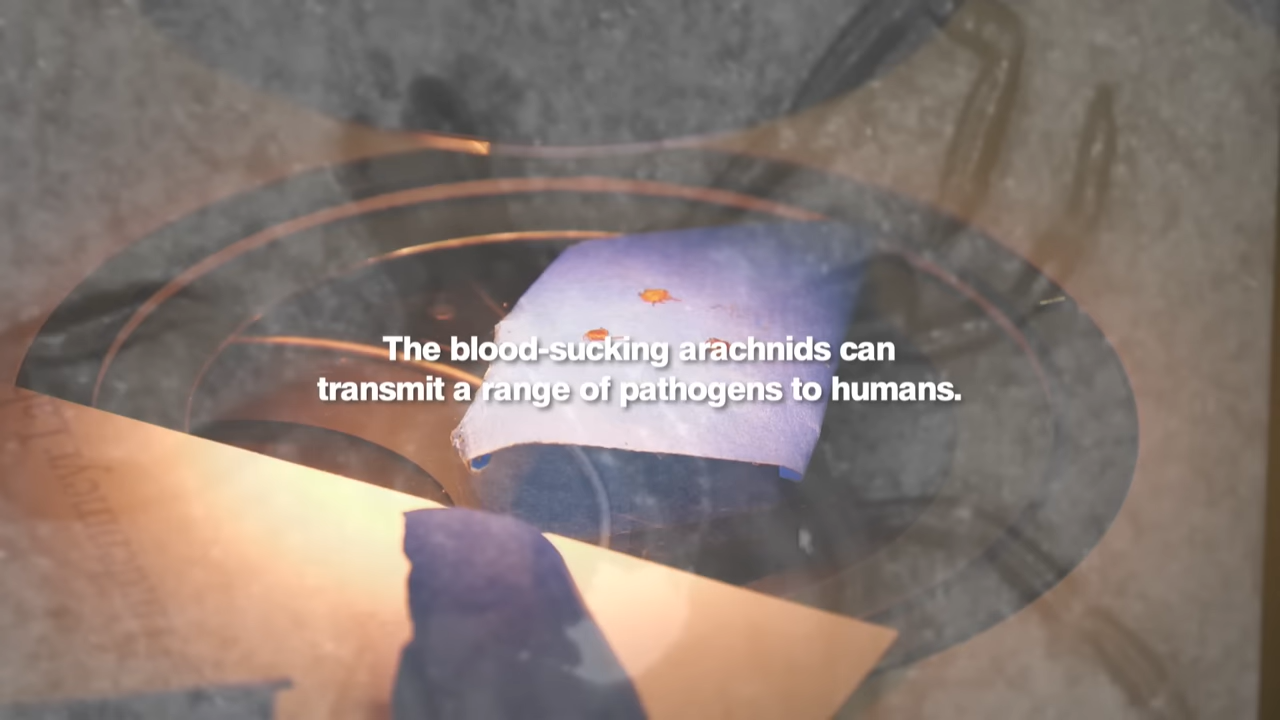 The blood-sucking arachnids can
transmit a range of pathogens to humans.